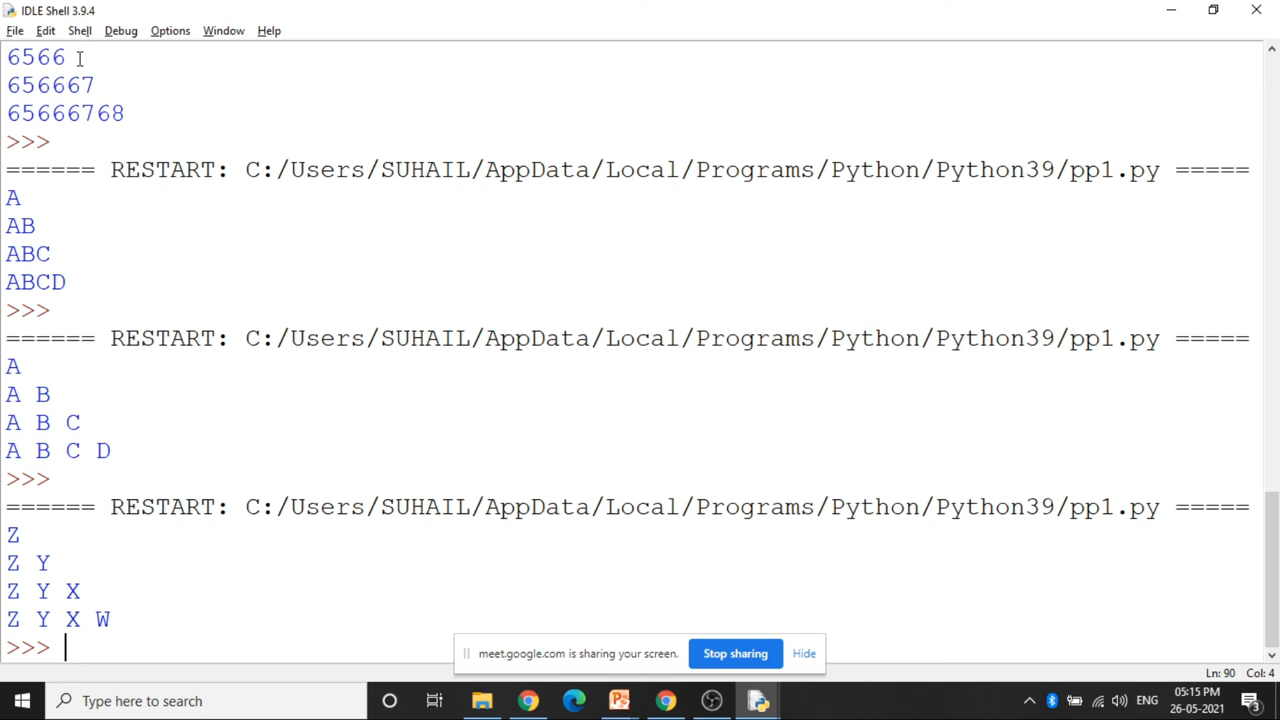 IDLE Shell 3.9.4
File Edit Shell Debug Options Window Help
6566
656667
65666768
>>>
====== RESTART: C:/Users/SUHAIL/AppData/Local/Programs/Python/Python39/pp1.py =====
A
AB
ABC
ABCD
>>>
====== RESTART: C:/Users/SUHAIL/AppData/Local/Programs/Python/Python39/pp1.py =====
A
A B
A B C
A B C D
>>>
====== RESTART: C:/Users/SUHAIL/AppData/Local/Programs/Python/Python39/pp1.py =====
Z
Z Y
Z Y X
Z Y X W
>>>
meet.google.com is sharing your screen. Stop sharing Hide
Ln: 90 Col: 4
Type here to search
ENG
05:15 PM
26-05-2021
3